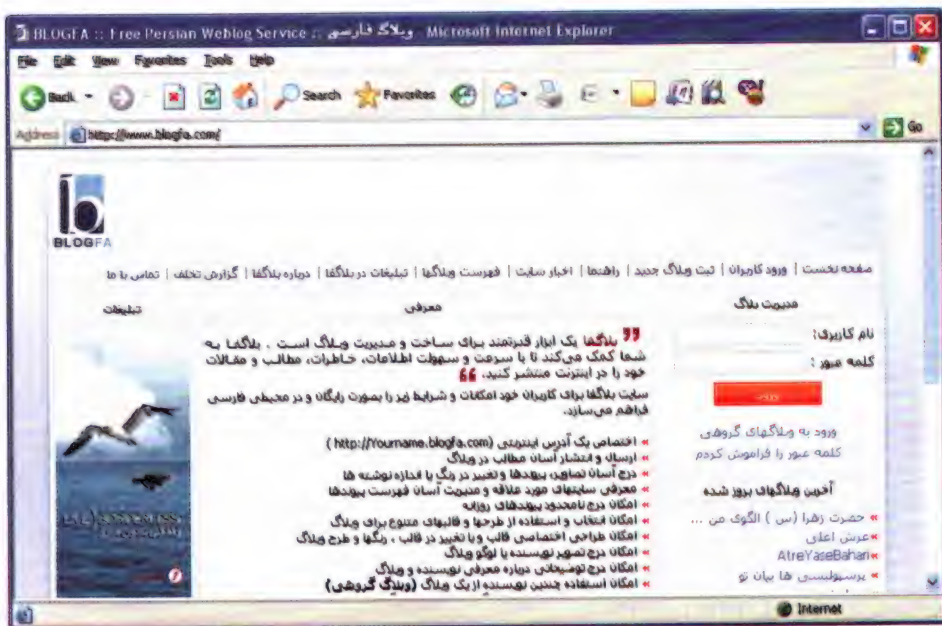 BLOGFA :: Free Persian Weblog Service :: وبلاگ فارسی - Microsoft Internet Explorer
File Edit View Favorites Tools Help
Back Search Favorites
Address http://www.blogfa.com/ Go
BLOGFA
صفحه نخست | ورود کاربران | ثبت وبلاگ جدید | راهنما | اخبار سایت | فهرست وبلاگها | تبلیغات در بلاگفا | درباره بلاگفا | گزارش تخلف | تماس با ما
مدیریت بلاگ
نام کاربری:
کلمه عبور :
ورود
ورود به وبلاگهای گروهی
کلمه عبور را فراموش کردم
آخرین وبلاگهای بروز شده
» حضرت زهرا (س) الگوی من ...
» عرش اعلی
» AtreYaseBahari
» پرسپولیسی ها بیان تو
معرفی
بلاگفا یک ابزار قدرتمند برای ساخت و مدیریت وبلاگ است . بلاگفا به
شما کمک می‌کند تا با سرعت و سهولت اطلاعات، خاطرات، مطالب و مقالات
خود را در اینترنت منتشر کنید.
سایت بلاگفا برای کاربران خود امکانات و شرایط زیر را بصورت رایگان و در محیطی فارسی
فراهم می‌سازد.
» اختصاص یک آدرس اینترنتی (http://Yourname.blogfa.com )
» ارسال و انتشار آسان مطالب در وبلاگ
» درج آسان تصاویر، پیوندها و تغییر در رنگ یا اندازه نوشته ها
» معرفی سایتهای مورد علاقه و مدیریت آسان فهرست پیوندها
» امکان درج نامحدود پیوندهای روزانه
» امکان انتخاب و استفاده از طرحها و قالبهای متنوع برای وبلاگ
» امکان طراحی اختصاصی قالب و یا تغییر در قالب ، رنگها و طرح وبلاگ
» امکان درج تصویر نویسنده یا لوگو وبلاگ
» امکان درج توضیحاتی درباره معرفی نویسنده و وبلاگ
» امکان استفاده چندین نویسنده از یک وبلاگ (وبلاگ گروهی)
تبلیغات
Internet